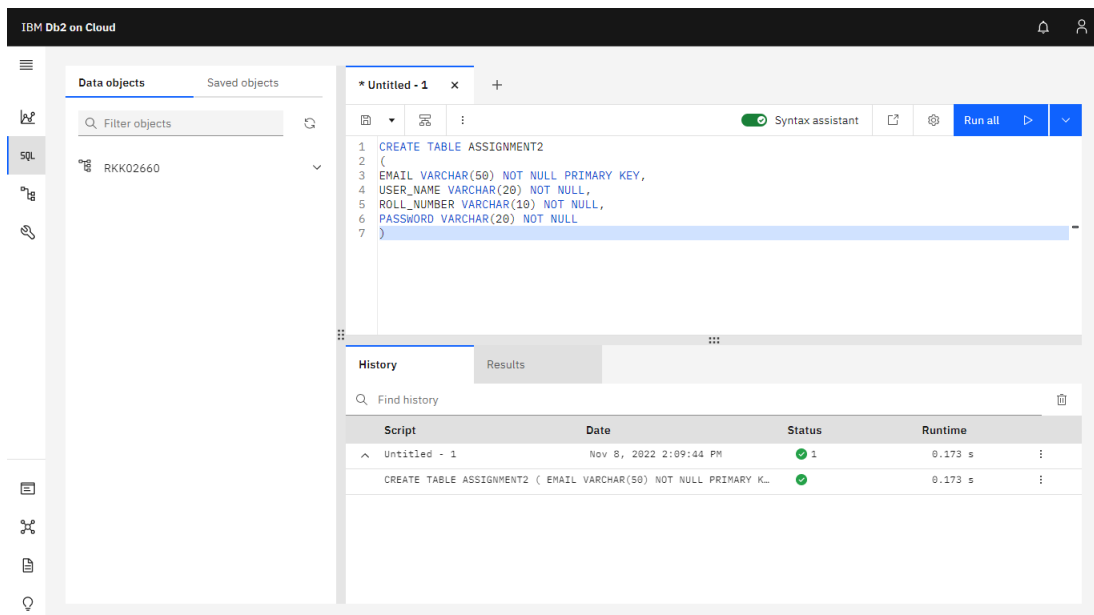 IBM Db2 on Cloud
Data objects Saved objects
Filter objects
SQL
RKK02660
* Untitled - 1 × +
Syntax assistant Run all
1 CREATE TABLE ASSIGNMENT2
2 (
3 EMAIL VARCHAR(50) NOT NULL PRIMARY KEY,
4 USER_NAME VARCHAR(20) NOT NULL,
5 ROLL_NUMBER VARCHAR(10) NOT NULL,
6 PASSWORD VARCHAR(20) NOT NULL
7 )
History Results
Find history
Script Date Status Runtime
Untitled - 1 Nov 8, 2022 2:09:44 PM 1 0.173 s
CREATE TABLE ASSIGNMENT2 ( EMAIL VARCHAR(50) NOT NULL PRIMARY K… 0.173 s